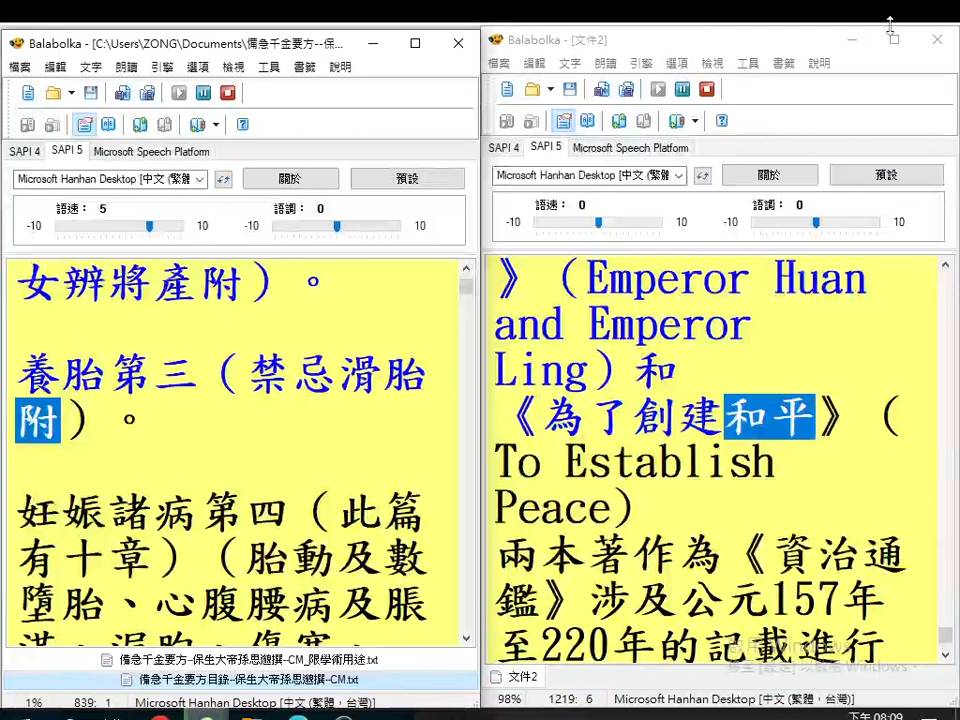 Balabolka - [C:\Users\ZONG\Documents\備急千金要方--保...
檔案 編輯 文字 朗讀 引擎 選項 檢視 工具 書籤 說明
SAPI 4 SAPI 5 Microsoft Speech Platform
Microsoft Hanhan Desktop [中文 (繁體 關於 預設
語速： 5 語調： 0
-10 10 -10 10
女辨將產附）。
養胎第三（禁忌滑胎
附）。
妊娠諸病第四（此篇
有十章）（胎動及數
墮胎、心腹腰病及脹
備急千金要方--保生大帝孫思邈撰--CM_限學術用途.txt
備急千金要方目錄--保生大帝孫思邈撰--CM.txt
1% 839: 1 Microsoft Hanhan Desktop [中文 (繁體，台灣)]
Balabolka - [文件2]
檔案 編輯 文字 朗讀 引擎 選項 檢視 工具 書籤 說明
SAPI 4 SAPI 5 Microsoft Speech Platform
Microsoft Hanhan Desktop [中文 (繁體 關於 預設
語速： 0 語調： 0
-10 10 -10 10
》（Emperor Huan
and Emperor
Ling）和
《為了創建和平》（
To Establish
Peace）
兩本著作為《資治通
鑑》涉及公元157年
至220年的記載進行
文件2
98% 1219: 6 Microsoft Hanhan Desktop [中文 (繁體，台灣)]
下午 08:09